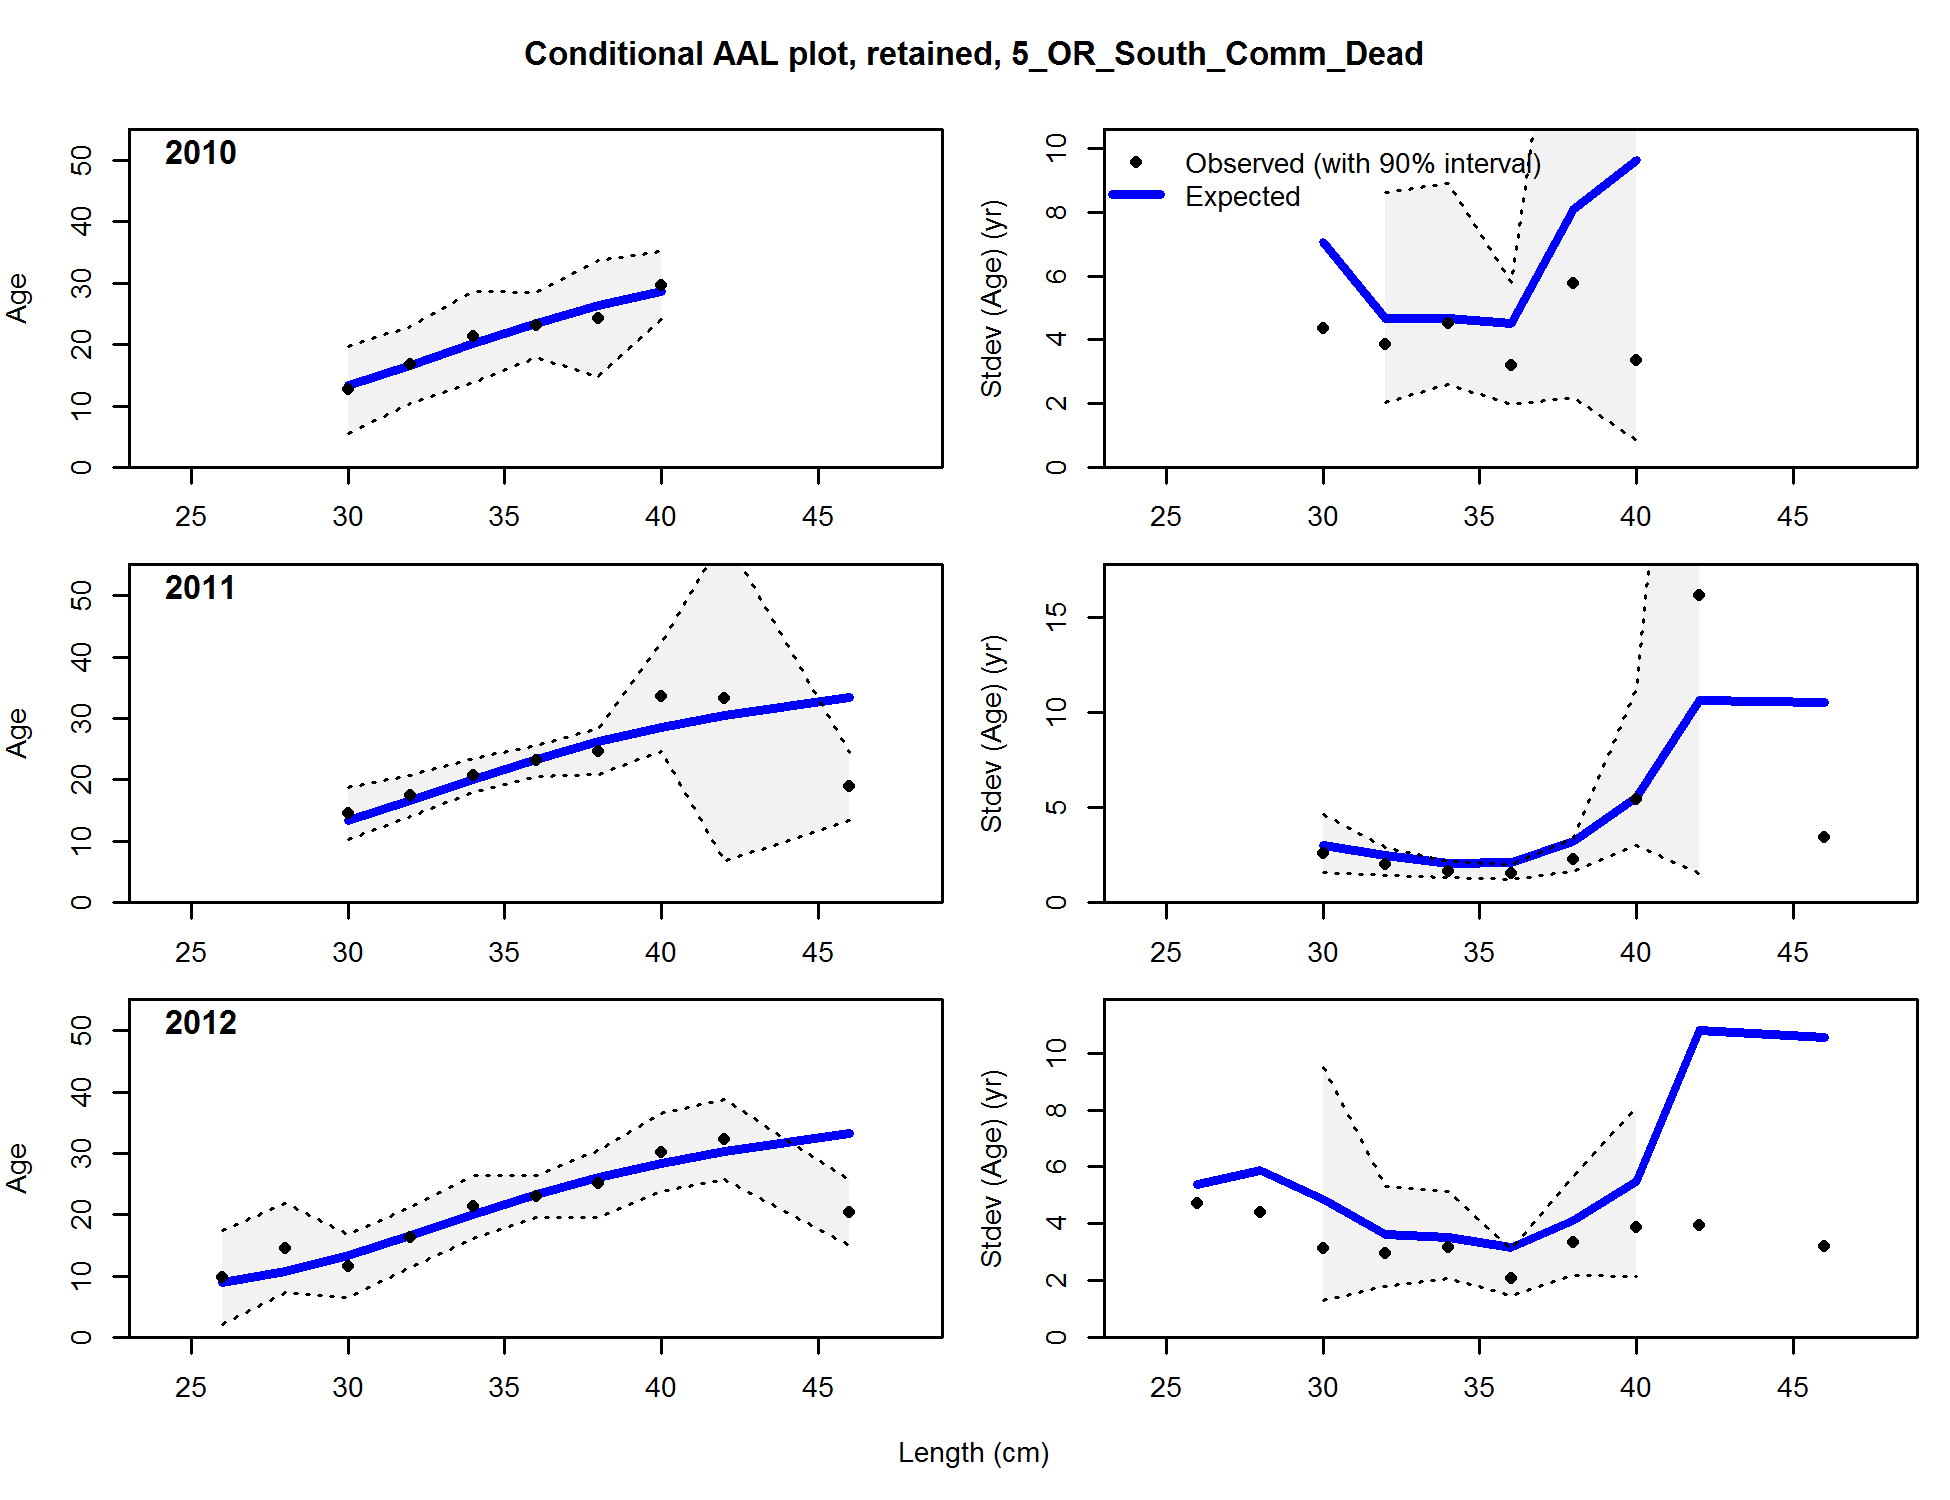 Conditional AAL plot, retained, 5_OR_South_Comm_Dead
2010
Age
0 10 20 30 40 50
25 30 35 40 45
Observed (with 90% interval)
Expected
Stdev (Age) (yr)
0 2 4 6 8 10
25 30 35 40 45
2011
Age
0 10 20 30 40 50
25 30 35 40 45
Stdev (Age) (yr)
0 5 10 15
25 30 35 40 45
2012
Age
0 10 20 30 40 50
25 30 35 40 45
Stdev (Age) (yr)
0 2 4 6 8 10
25 30 35 40 45
Length (cm)